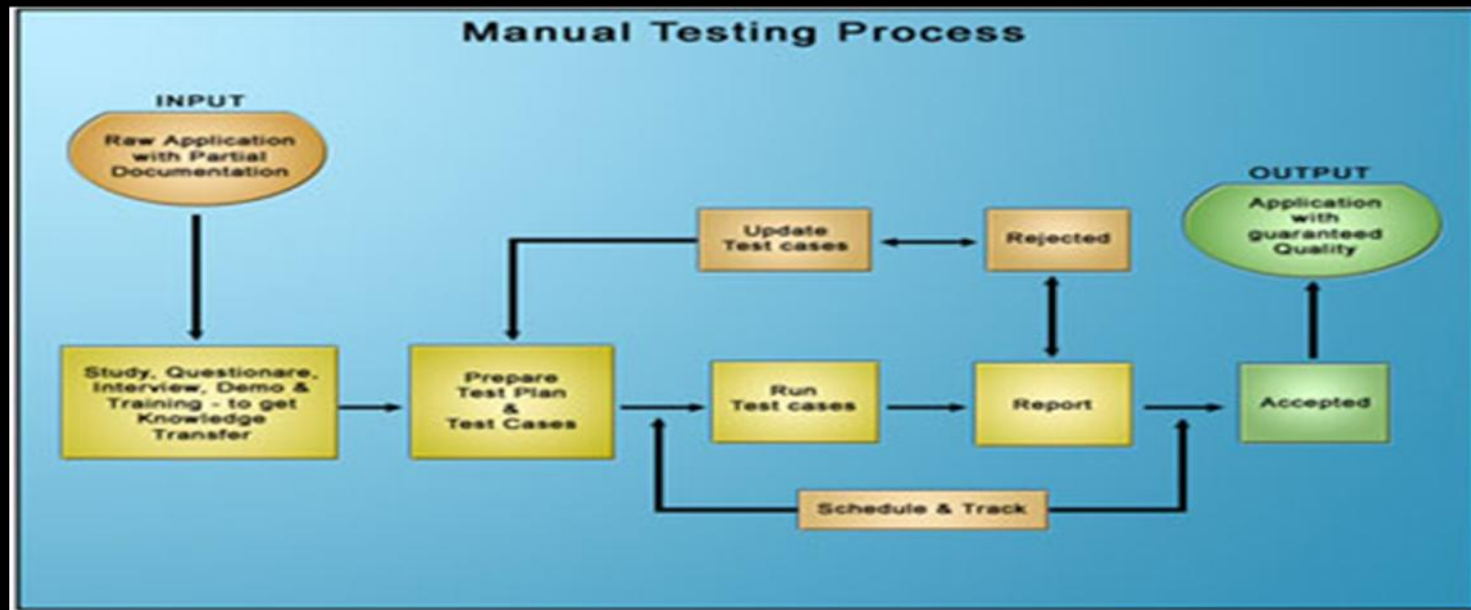 Manual Testing Process
INPUT
Raw Application
with Partial
Documentation
OUTPUT
Application
with
guaranteed
Quality
Update
Test cases
Rejected
Study, Questionare,
Interview, Demo &
Training - to get
Knowledge
Transfer
Prepare
Test Plan
&
Test Cases
Run
Test cases
Report
Accepted
Schedule & Track